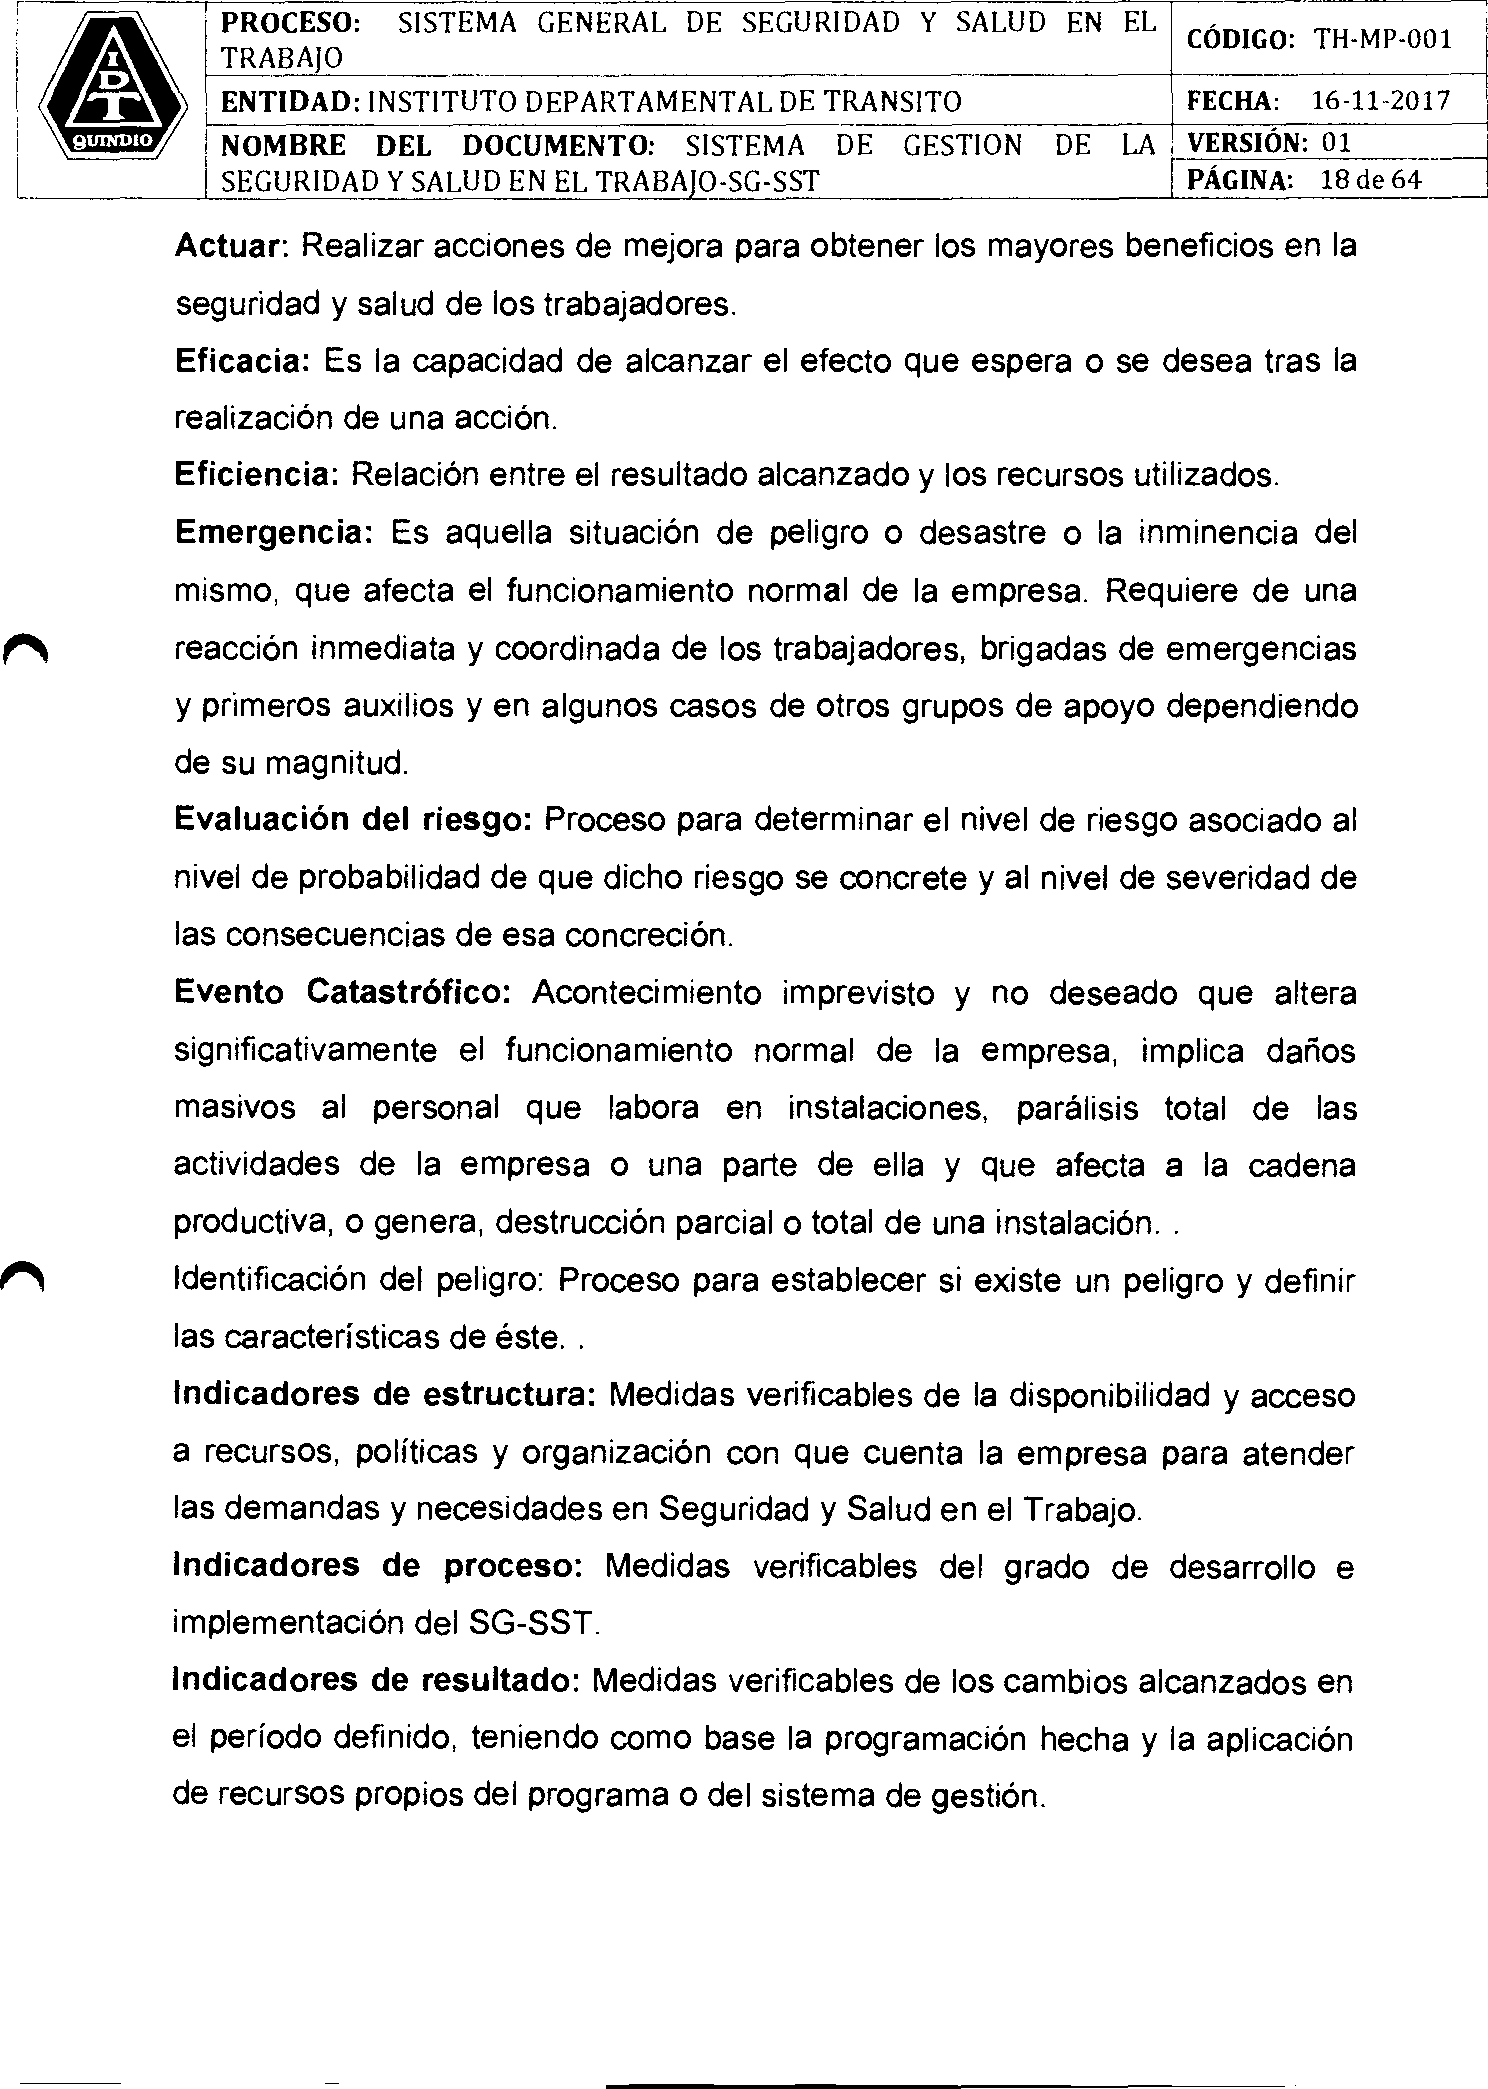 I
D
T
QUINDIO
PROCESO: SISTEMA GENERAL DE SEGURIDAD Y SALUD EN EL
TRABAJO
CÓDIGO: TH-MP-001
ENTIDAD: INSTITUTO DEPARTAMENTAL DE TRANSITO
FECHA: 16-11-2017
NOMBRE DEL DOCUMENTO: SISTEMA DE GESTION DE LA
SEGURIDAD Y SALUD EN EL TRABAJO-SG-SST
VERSIÓN: 01
PÁGINA: 18 de 64
Actuar: Realizar acciones de mejora para obtener los mayores beneficios en la
seguridad y salud de los trabajadores.
Eficacia: Es la capacidad de alcanzar el efecto que espera o se desea tras la
realización de una acción.
Eficiencia: Relación entre el resultado alcanzado y los recursos utilizados.
Emergencia: Es aquella situación de peligro o desastre o la inminencia del
mismo, que afecta el funcionamiento normal de la empresa. Requiere de una
reacción inmediata y coordinada de los trabajadores, brigadas de emergencias
y primeros auxilios y en algunos casos de otros grupos de apoyo dependiendo
de su magnitud.
Evaluación del riesgo: Proceso para determinar el nivel de riesgo asociado al
nivel de probabilidad de que dicho riesgo se concrete y al nivel de severidad de
las consecuencias de esa concreción.
Evento Catastrófico: Acontecimiento imprevisto y no deseado que altera
significativamente el funcionamiento normal de la empresa, implica daños
masivos al personal que labora en instalaciones, parálisis total de las
actividades de la empresa o una parte de ella y que afecta a la cadena
productiva, o genera, destrucción parcial o total de una instalación. .
Identificación del peligro: Proceso para establecer si existe un peligro y definir
las características de éste. .
Indicadores de estructura: Medidas verificables de la disponibilidad y acceso
a recursos, políticas y organización con que cuenta la empresa para atender
las demandas y necesidades en Seguridad y Salud en el Trabajo.
Indicadores de proceso: Medidas verificables del grado de desarrollo e
implementación del SG-SST.
Indicadores de resultado: Medidas verificables de los cambios alcanzados en
el período definido, teniendo como base la programación hecha y la aplicación
de recursos propios del programa o del sistema de gestión.